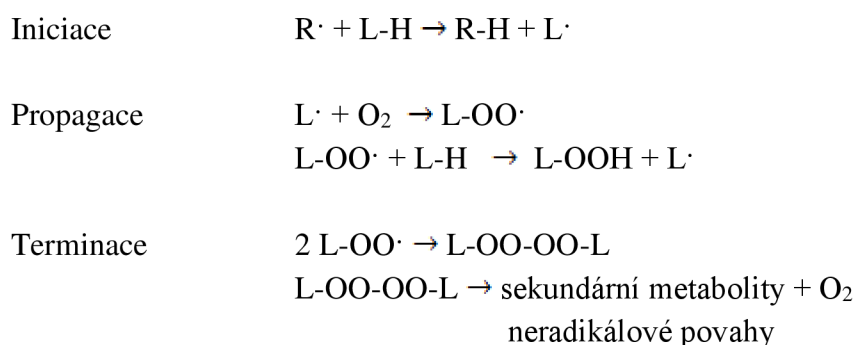 Iniciace R· + L-H → R-H + L·
Propagace L· + O₂ → L-OO·
L-OO· + L-H → L-OOH + L·
Terminace 2 L-OO· → L-OO-OO-L
L-OO-OO-L → sekundární metabolity + O₂
neradikálové povahy